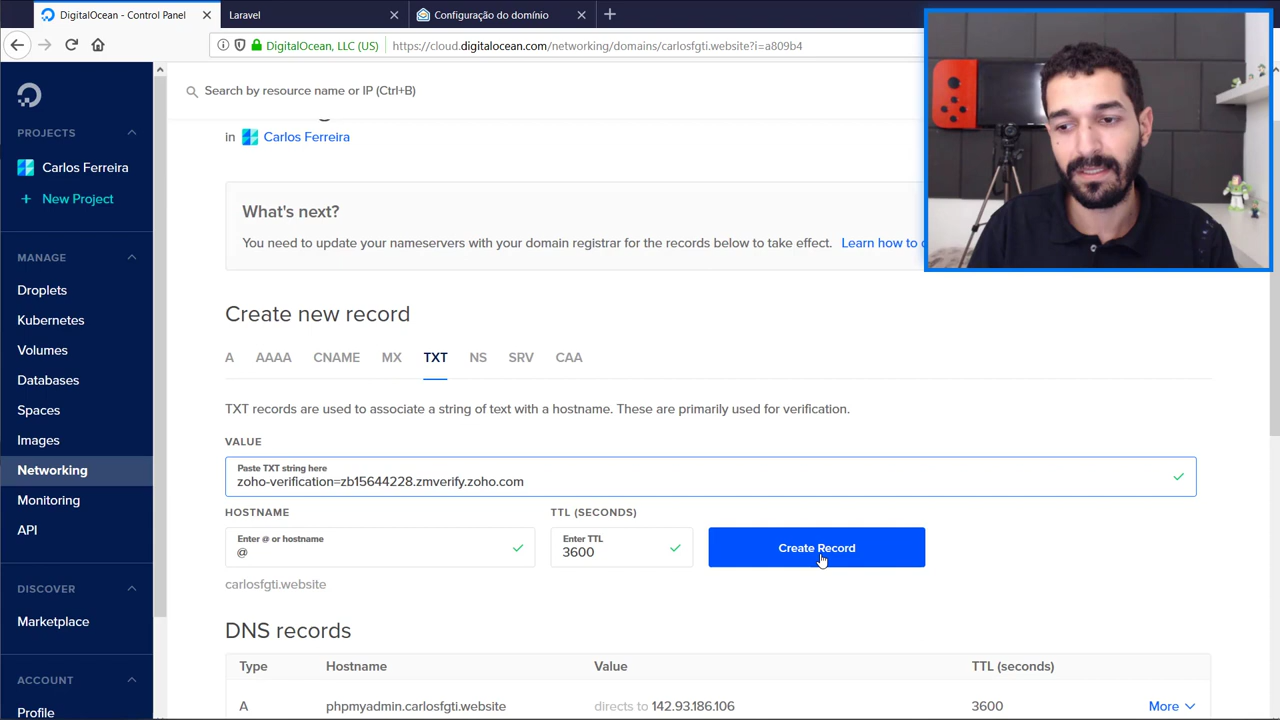 DigitalOcean - Control Panel
Laravel
Configuração do domínio
DigitalOcean, LLC (US)
https://cloud.digitalocean.com/networking/domains/carlosfgti.website?i=a809b4
Search by resource name or IP (Ctrl+B)
PROJECTS
Carlos Ferreira
+ New Project
MANAGE
Droplets
Kubernetes
Volumes
Databases
Spaces
Images
Networking
Monitoring
API
DISCOVER
Marketplace
ACCOUNT
Profile
in Carlos Ferreira
What's next?
You need to update your nameservers with your domain registrar for the records below to take effect. Learn how to
Create new record
A AAAA CNAME MX TXT NS SRV CAA
TXT records are used to associate a string of text with a hostname. These are primarily used for verification.
VALUE
Paste TXT string here
zoho-verification=zb15644228.zmverify.zoho.com
HOSTNAME TTL (SECONDS)
Enter @ or hostname Enter TTL
@ 3600 Create Record
carlosfgti.website
DNS records
Type Hostname Value TTL (seconds)
A phpmyadmin.carlosfgti.website directs to 142.93.186.106 3600 More